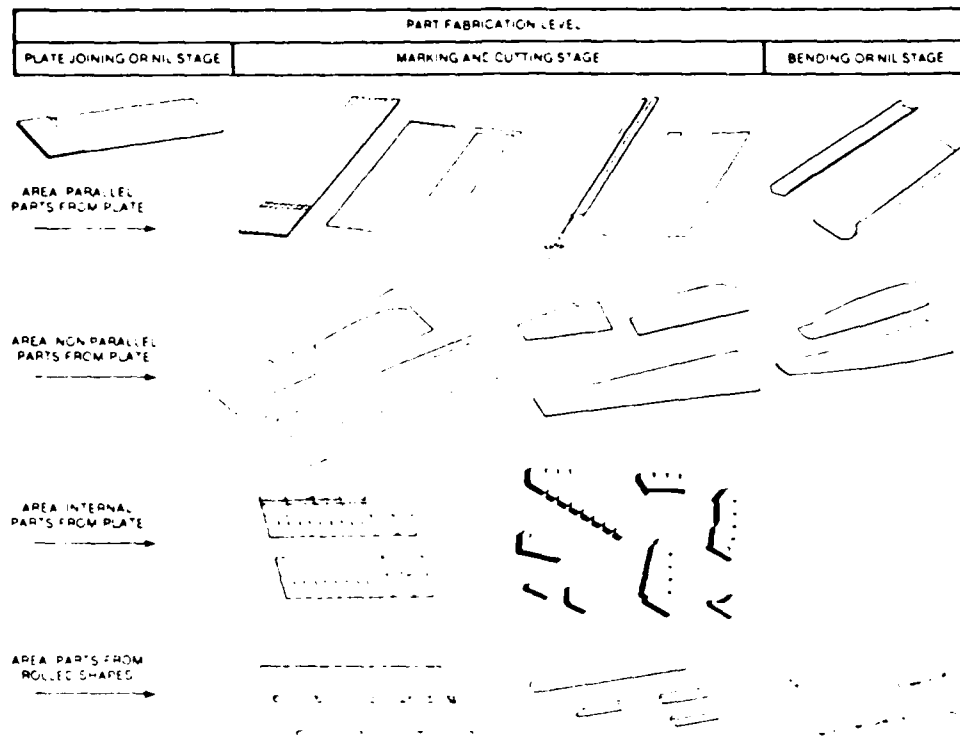 PART FABRICATION LEVEL
PLATE JOINING OR NIL STAGE
MARKING AND CUTTING STAGE
BENDING OR NIL STAGE
AREA: PARALLEL
PARTS FROM PLATE
AREA: NON PARALLEL
PARTS FROM PLATE
AREA: INTERNAL
PARTS FROM PLATE
AREA: PARTS FROM
ROLLED SHAPES